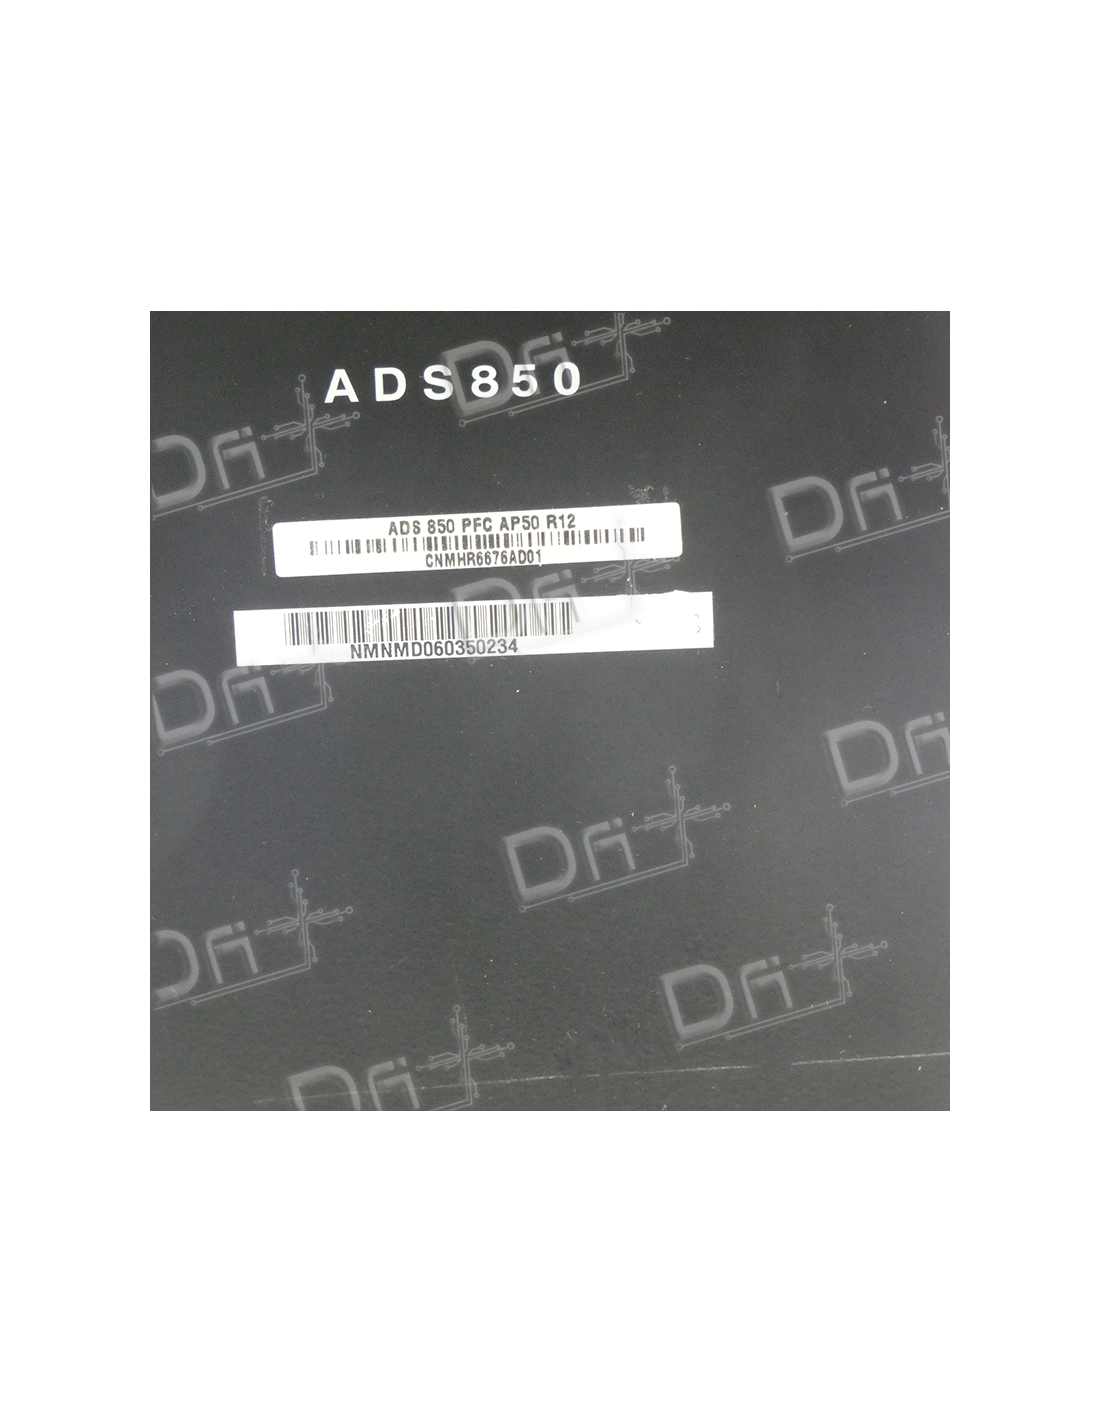 ADS850
ADS 850 PFC AP50 R12
CNMHR6676AD01
NMNMD060350234